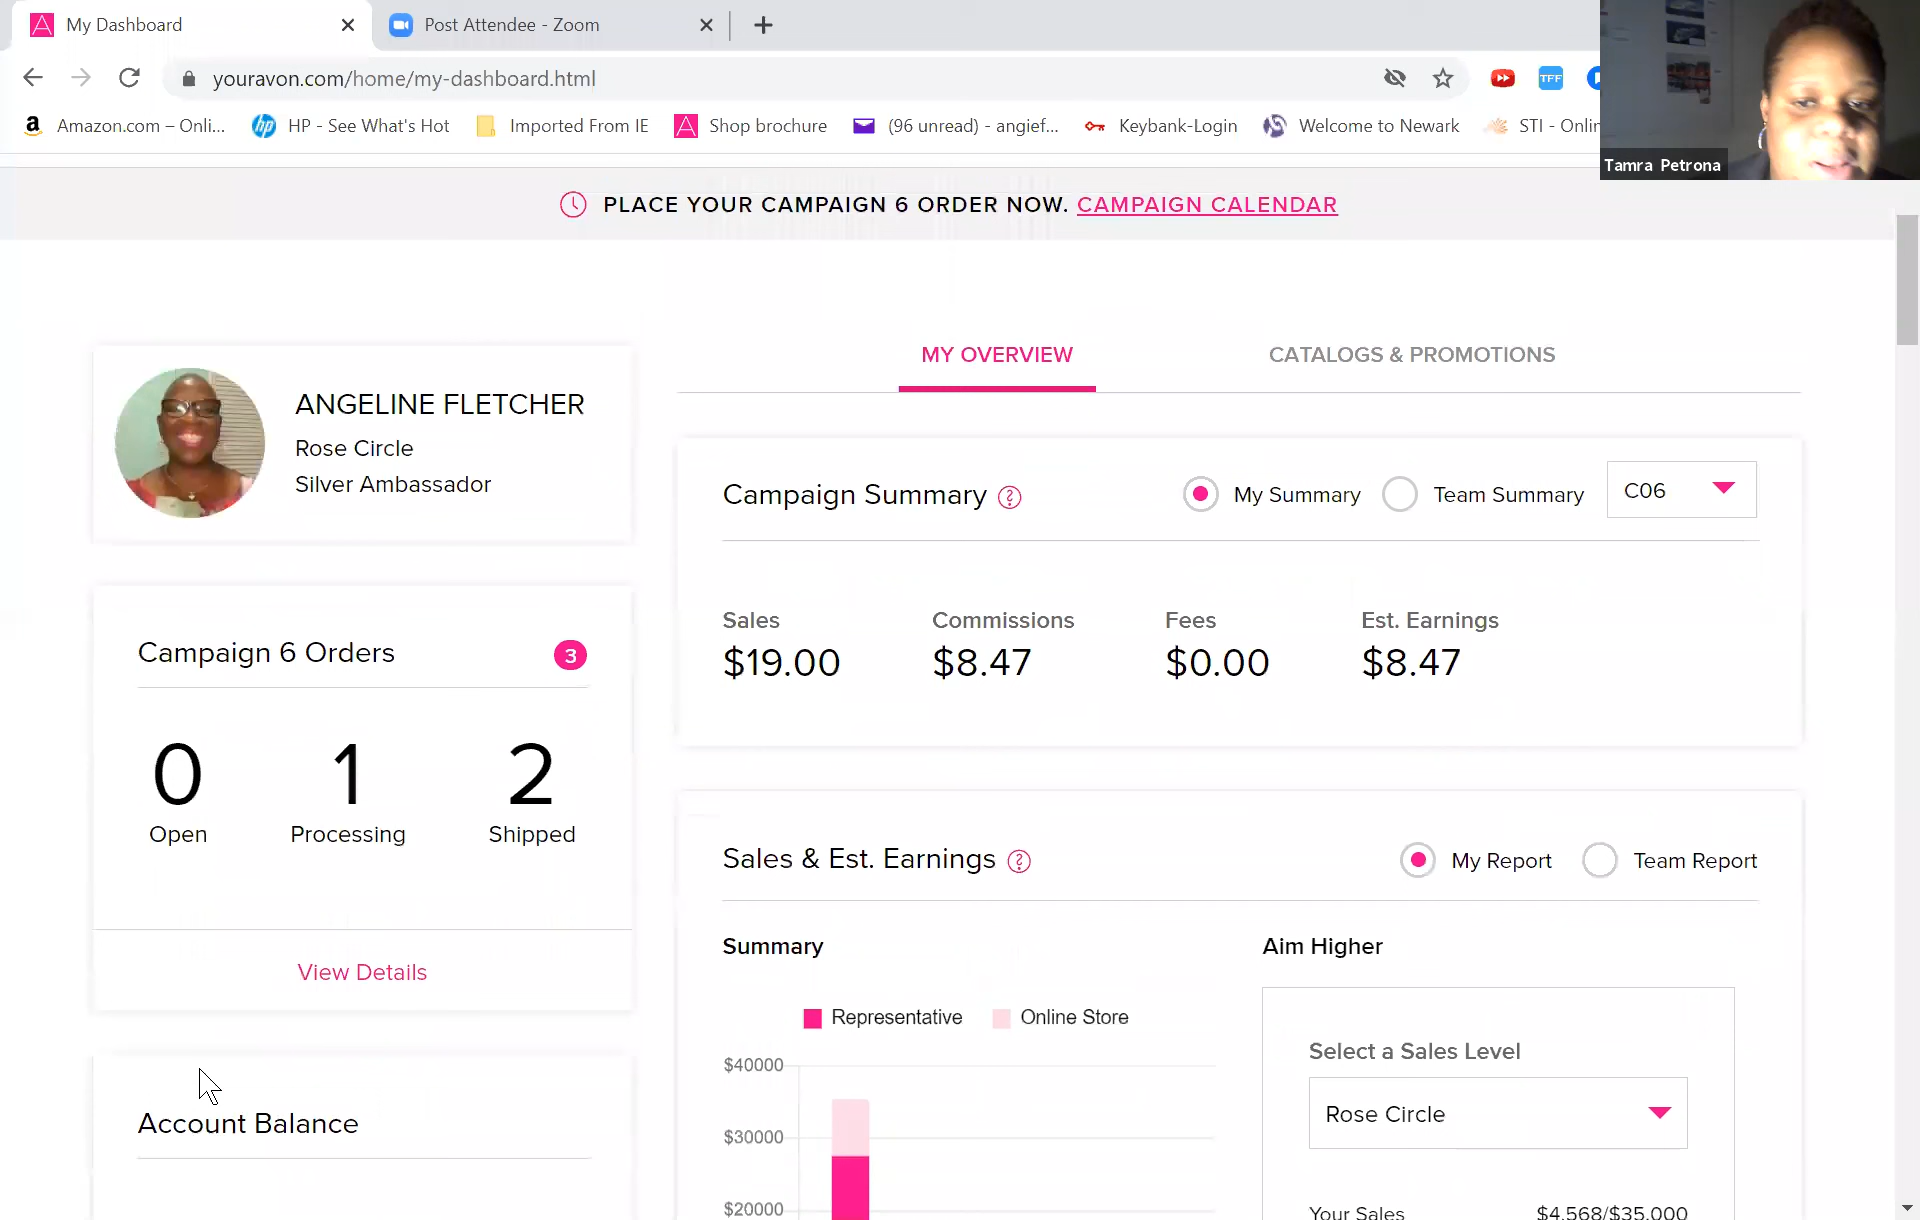 My Dashboard
Post Attendee - Zoom
youravon.com/home/my-dashboard.html
TFF
Amazon.com – Onli...
HP - See What's Hot
Imported From IE
Shop brochure
(96 unread) - angief...
Keybank-Login
Welcome to Newark
STI - Onlin
Tamra Petrona
PLACE YOUR CAMPAIGN 6 ORDER NOW. CAMPAIGN CALENDAR
MY OVERVIEW
CATALOGS & PROMOTIONS
ANGELINE FLETCHER
Rose Circle
Silver Ambassador
Campaign Summary ?
My Summary
Team Summary
C06
Sales
Commissions
Fees
Est. Earnings
$19.00
$8.47
$0.00
$8.47
Campaign 6 Orders
3
0
1
2
Open
Processing
Shipped
View Details
Account Balance
Sales & Est. Earnings ?
My Report
Team Report
Summary
Representative
Online Store
$40000
$30000
$20000
Aim Higher
Select a Sales Level
Rose Circle
Your Sales
$4,568/$35,000